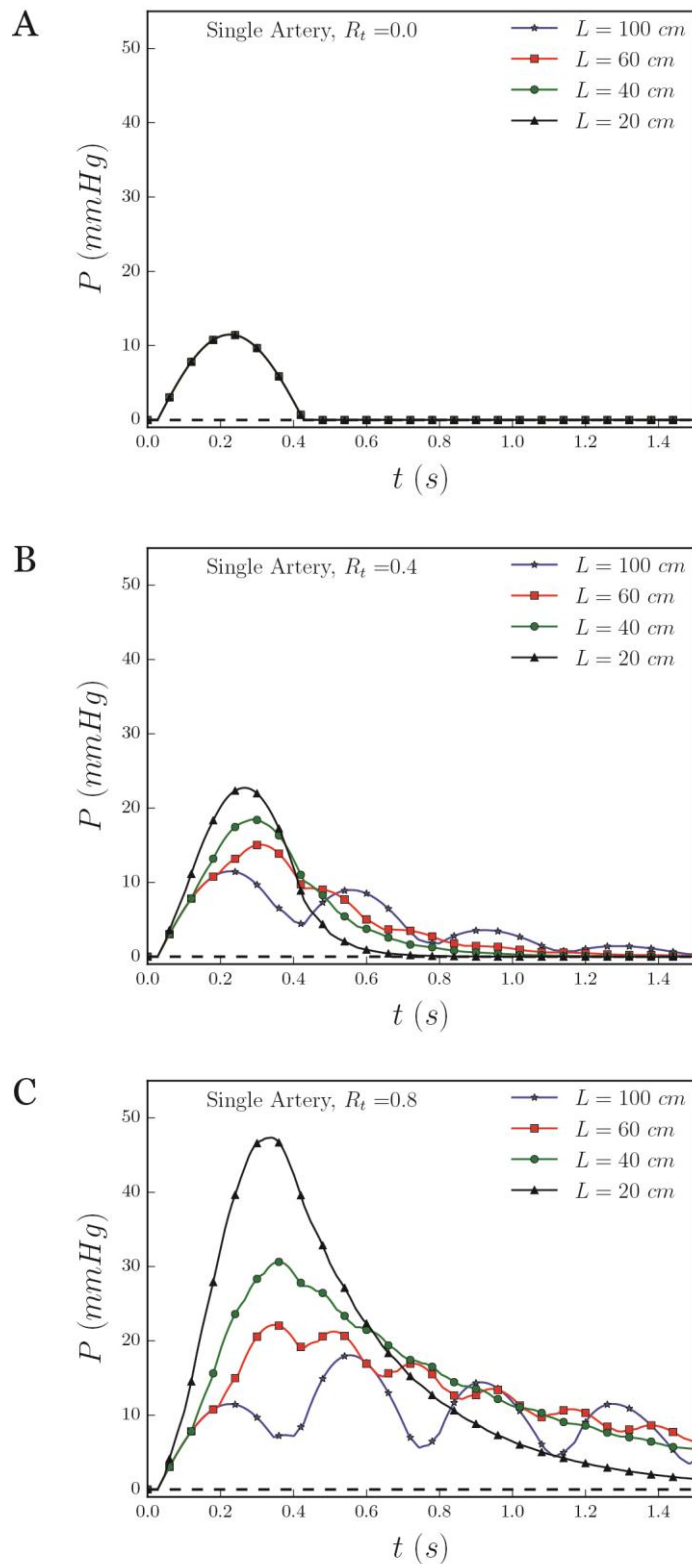 A
Single Artery, R_t =0.0
L = 100 cm
L = 60 cm
L = 40 cm
L = 20 cm
P (mmHg)
50
40
30
20
10
0
0.0 0.2 0.4 0.6 0.8 1.0 1.2 1.4
t (s)
B
Single Artery, R_t =0.4
L = 100 cm
L = 60 cm
L = 40 cm
L = 20 cm
P (mmHg)
50
40
30
20
10
0
0.0 0.2 0.4 0.6 0.8 1.0 1.2 1.4
t (s)
C
Single Artery, R_t =0.8
L = 100 cm
L = 60 cm
L = 40 cm
L = 20 cm
P (mmHg)
50
40
30
20
10
0
0.0 0.2 0.4 0.6 0.8 1.0 1.2 1.4
t (s)